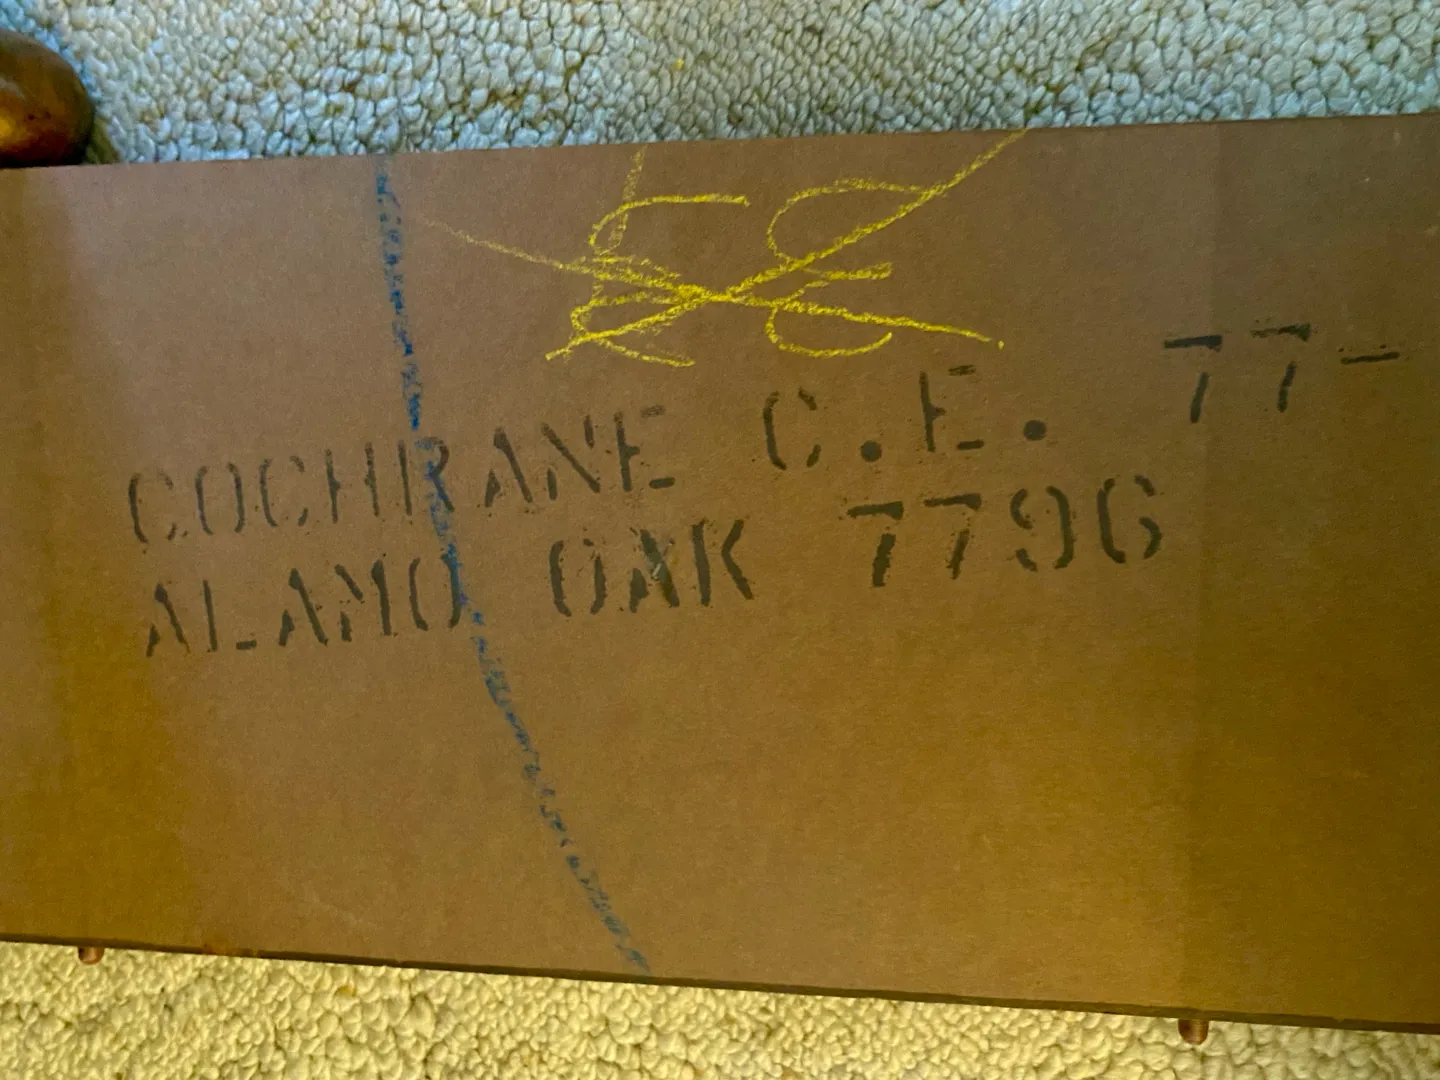 COCHRANE C.E. 77-
ALAMO OAK 7796